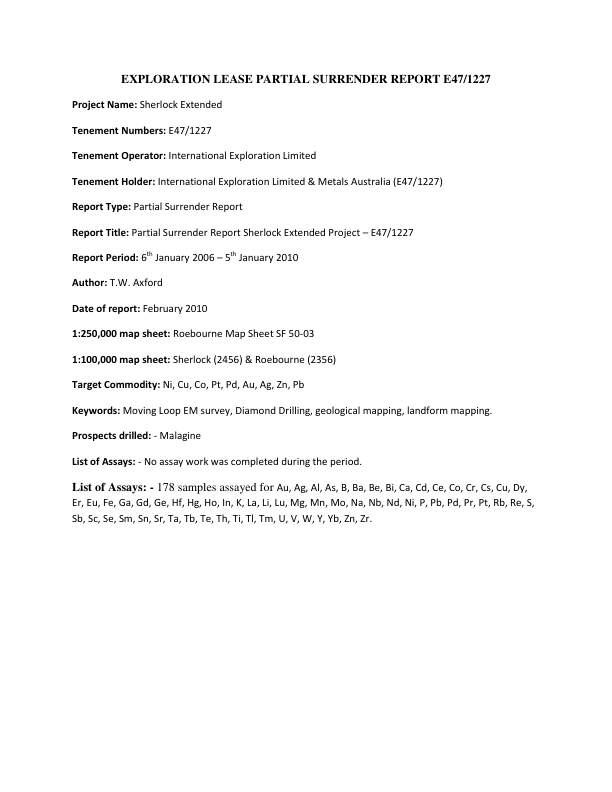 EXPLORATION LEASE PARTIAL SURRENDER REPORT E47/1227
Project Name: Sherlock Extended
Tenement Numbers: E47/1227
Tenement Operator: International Exploration Limited
Tenement Holder: International Exploration Limited & Metals Australia (E47/1227)
Report Type: Partial Surrender Report
Report Title: Partial Surrender Report Sherlock Extended Project – E47/1227
Report Period: 6th January 2006 – 5th January 2010
Author: T.W. Axford
Date of report: February 2010
1:250,000 map sheet: Roebourne Map Sheet SF 50-03
1:100,000 map sheet: Sherlock (2456) & Roebourne (2356)
Target Commodity: Ni, Cu, Co, Pt, Pd, Au, Ag, Zn, Pb
Keywords: Moving Loop EM survey, Diamond Drilling, geological mapping, landform mapping.
Prospects drilled: - Malagine
List of Assays: - No assay work was completed during the period.
List of Assays: - 178 samples assayed for Au, Ag, Al, As, B, Ba, Be, Bi, Ca, Cd, Ce, Co, Cr, Cs, Cu, Dy,
Er, Eu, Fe, Ga, Gd, Ge, Hf, Hg, Ho, In, K, La, Li, Lu, Mg, Mn, Mo, Na, Nb, Nd, Ni, P, Pb, Pd, Pr, Pt, Rb, Re, S,
Sb, Sc, Se, Sm, Sn, Sr, Ta, Tb, Te, Th, Ti, Tl, Tm, U, V, W, Y, Yb, Zn, Zr.